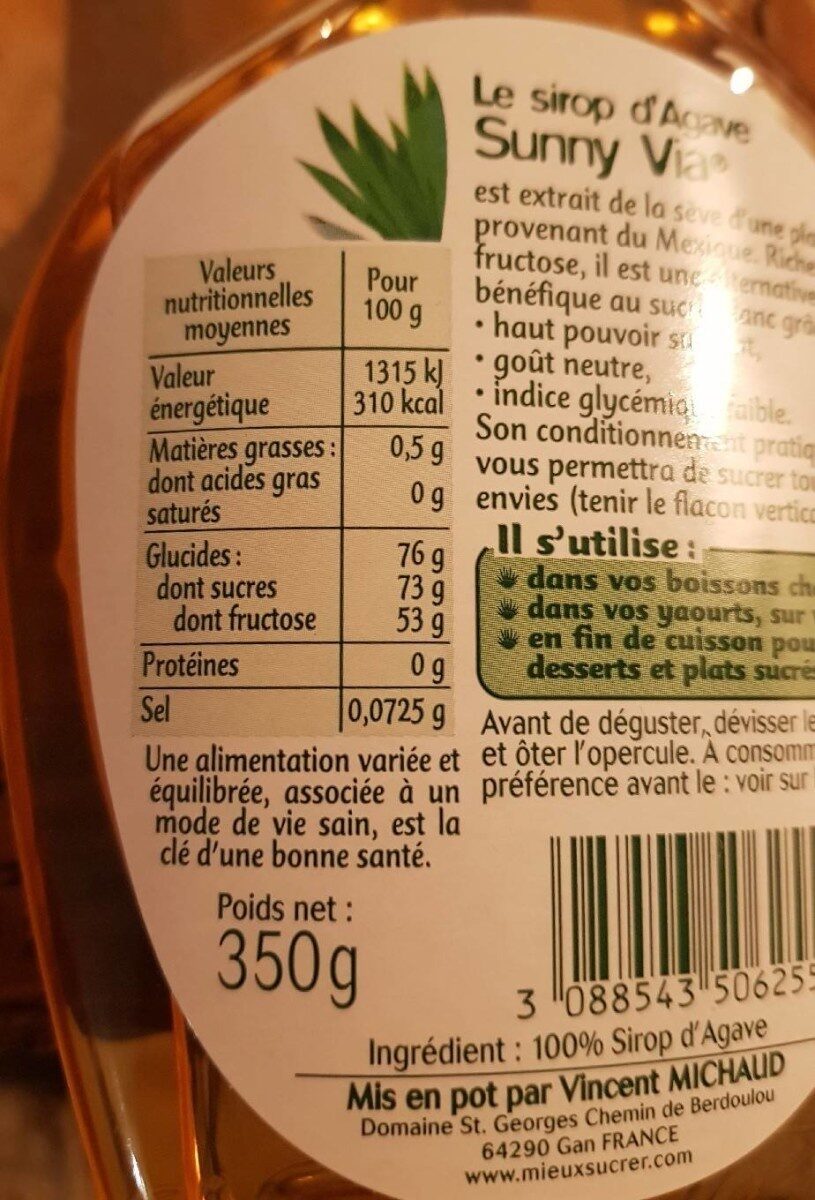 Le sirop d'Agave
Sunny Via®
est extrait de la sève d'une
provenant du Mexique. Riche
fructose, il est une
bénéfique au
• haut pouvoir
• goût neutre,
• indice glycémique faible.
Son conditionnement
vous permettra de sucrer
envies (tenir le flacon
Il s'utilise :
dans vos boissons
dans vos yaourts, sur
en fin de cuisson
desserts et plats sucrés
Avant de déguster, dévisser le
et ôter l'opercule. À
préférence avant le : voir sur
Valeurs nutritionnelles moyennes
Pour 100 g
Valeur énergétique
1315 kJ
310 kcal
Matières grasses : 0,5 g
dont acides gras saturés 0 g
Glucides : 76 g
dont sucres 73 g
dont fructose 53 g
Protéines 0 g
Sel 0,0725 g
Une alimentation variée et
équilibrée, associée à un
mode de vie sain, est la
clé d'une bonne santé.
Poids net :
350g
3 088543 506255
Ingrédient : 100% Sirop d'Agave
Mis en pot par Vincent MICHAUD
Domaine St. Georges Chemin de Berdoulou
64290 Gan FRANCE
www.mieuxsucrer.com